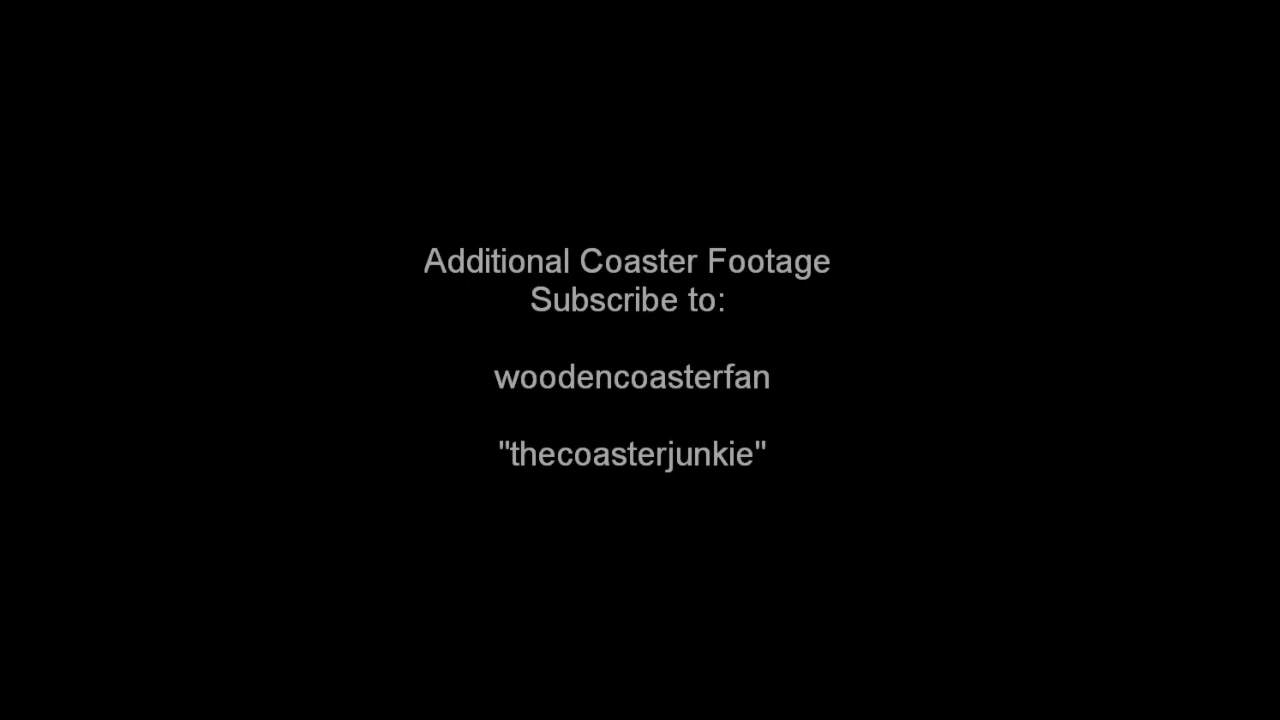 Additional Coaster Footage
Subscribe to:
woodencoasterfan
"thecoasterjunkie"